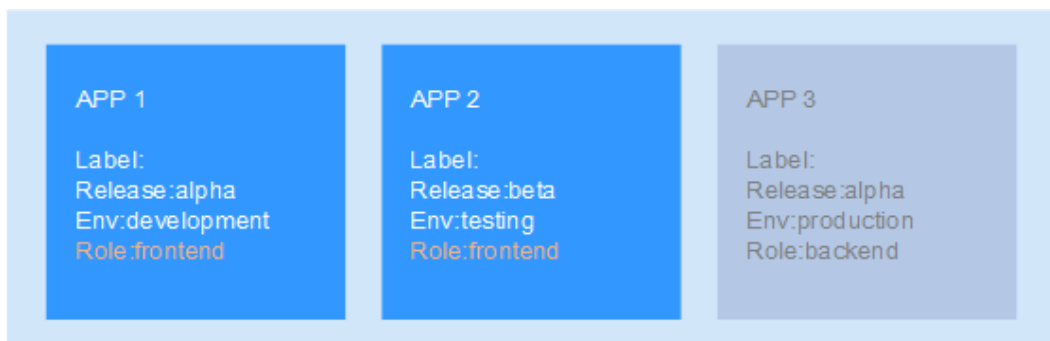 APP 1
Label:
Release:alpha
Env:development
Role:frontend
APP 2
Label:
Release:beta
Env:testing
Role:frontend
APP 3
Label:
Release:alpha
Env:production
Role:backend